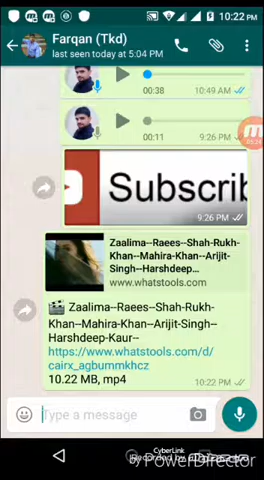 10:22 PM
Farqan (Tkd)
last seen today at 5:04 PM
00:38
10:49 AM
00:11
9:26 PM
Subscrib
9:26 PM
Zaalima--Raees--Shah-Rukh-
Khan--Mahira-Khan--Arijit-
Singh--Harshdeep...
www.whatstools.com
Zaalima--Raees--Shah-Rukh-
Khan--Mahira-Khan--Arijit-Singh--
Harshdeep-Kaur--
https://www.whatstools.com/d/
cairx_agbummkhcz
10.22 MB, mp4
10:22 PM
Type a message
CyberLink
PowerDirector